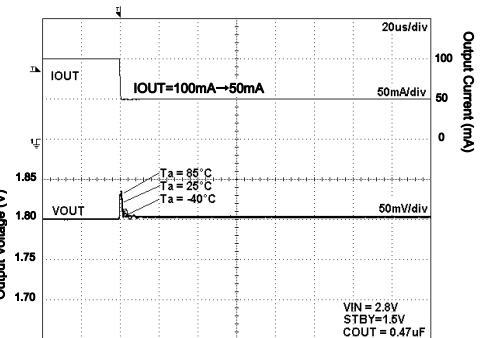 20us/div
IOUT
100
IOUT=100mA→50mA
50mA/div
50
0
Output Current (mA)
1.85
Ta = 85°C
Ta = 25°C
Ta = -40°C
VOUT
1.80
50mV/div
1.75
1.70
Output Voltage (V)
VIN = 2.8V
STBY=1.5V
COUT = 0.47uF